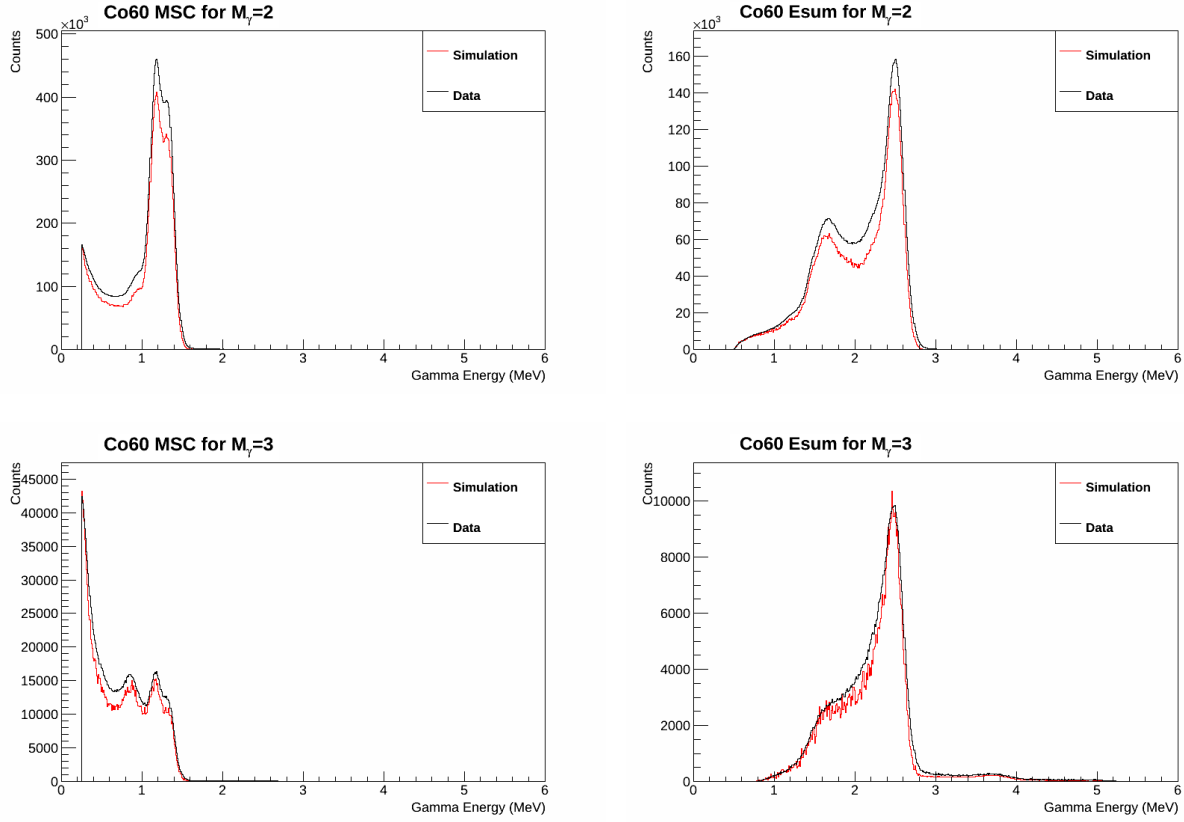 Co60 MSC for Mγ=2
×10³
Counts
500
400
300
200
100
0
0 1 2 3 4 5 6
Gamma Energy (MeV)
Simulation
Data
Co60 Esum for Mγ=2
×10³
Counts
160
140
120
100
80
60
40
20
0
0 1 2 3 4 5 6
Gamma Energy (MeV)
Simulation
Data
Co60 MSC for Mγ=3
Counts
45000
40000
35000
30000
25000
20000
15000
10000
5000
0
0 1 2 3 4 5 6
Gamma Energy (MeV)
Simulation
Data
Co60 Esum for Mγ=3
Counts
10000
8000
6000
4000
2000
0
0 1 2 3 4 5 6
Gamma Energy (MeV)
Simulation
Data